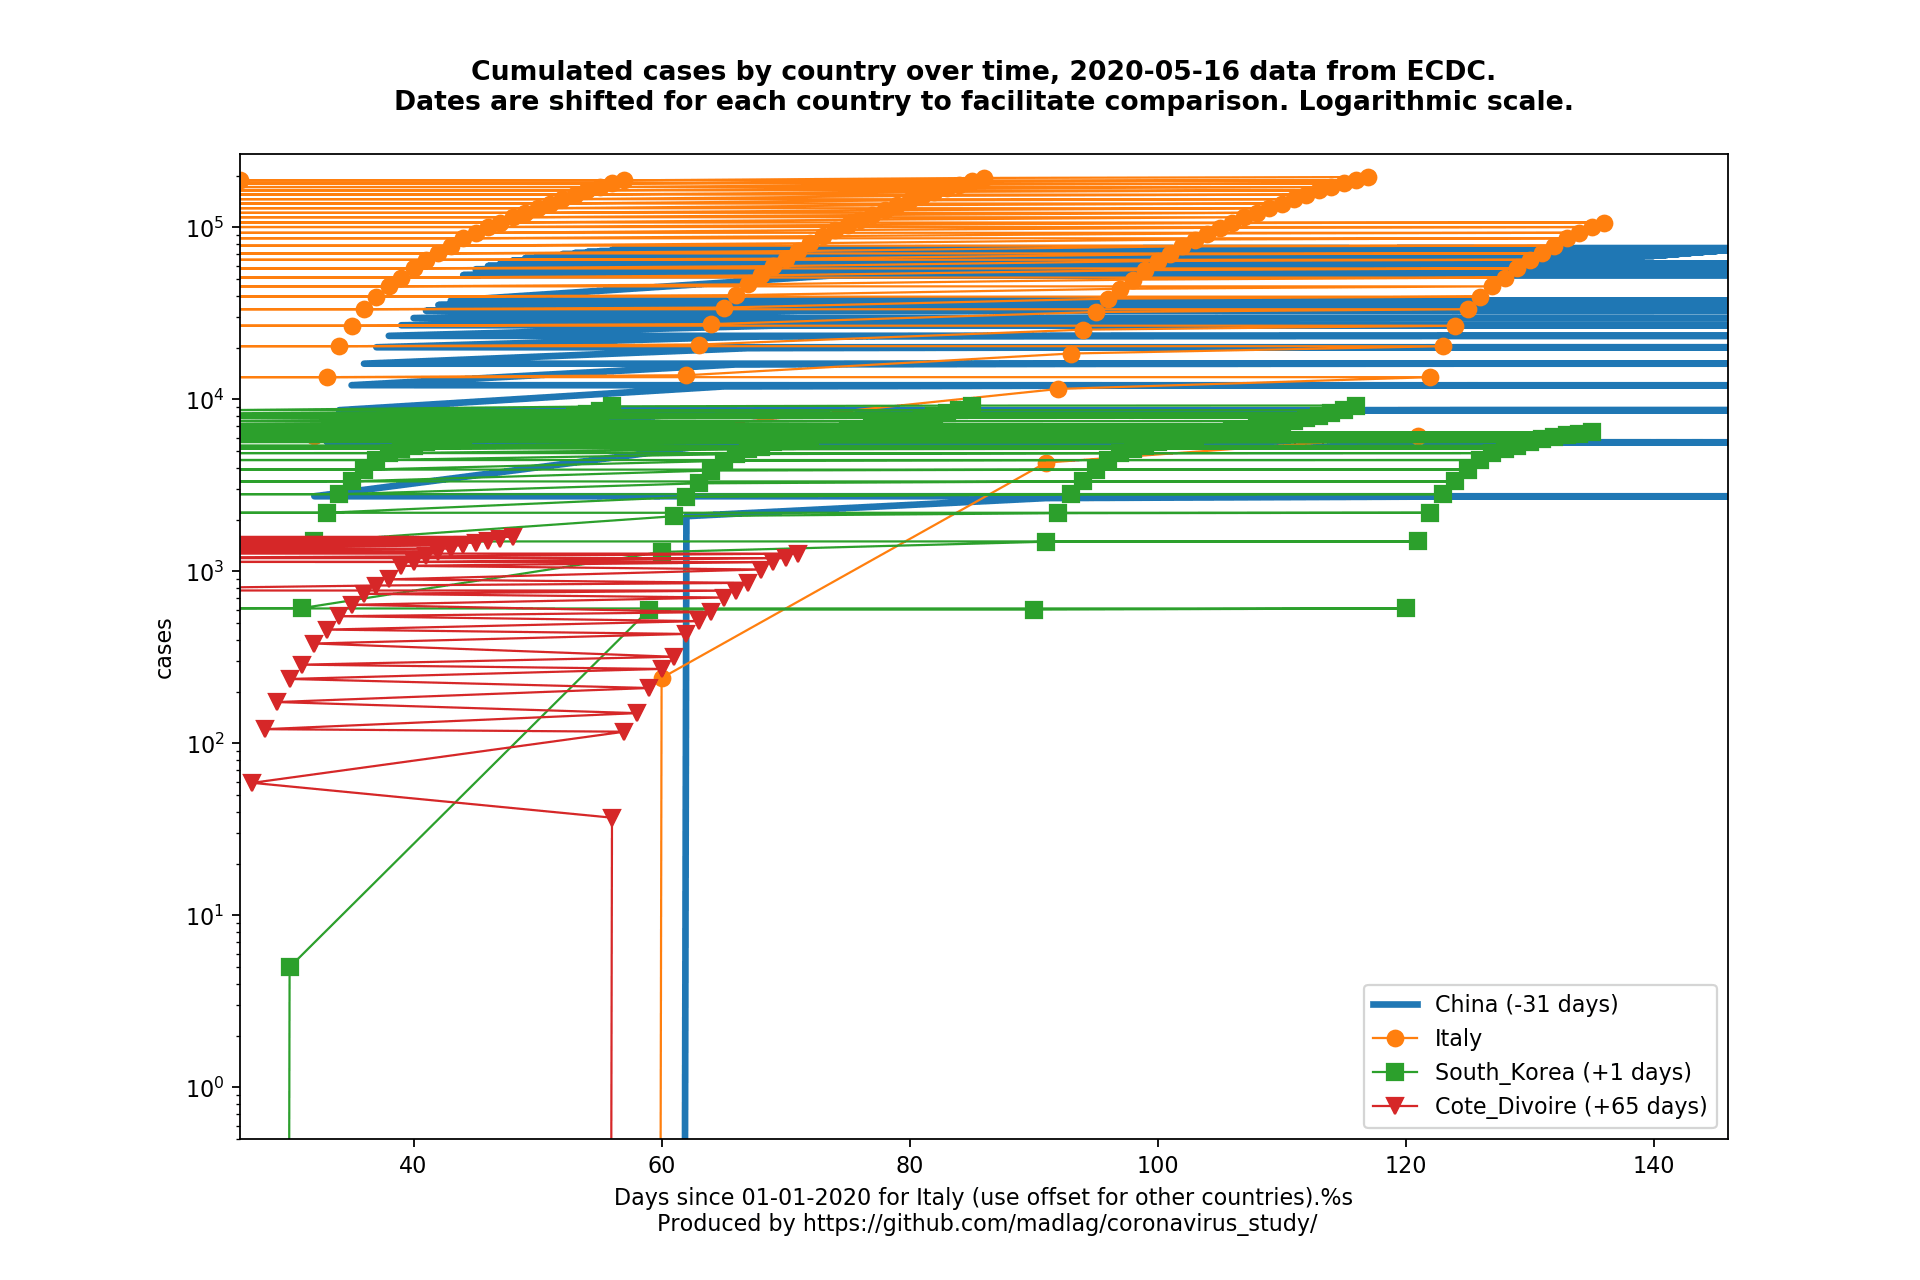 Cumulated cases by country over time, 2020-05-16 data from ECDC.
Dates are shifted for each country to facilitate comparison. Logarithmic scale.
10^5
10^4
10^3
10^2
10^1
10^0
cases
China (-31 days)
Italy
South_Korea (+1 days)
Cote_Divoire (+65 days)
40 60 80 100 120 140
Days since 01-01-2020 for Italy (use offset for other countries).%s
Produced by https://github.com/madlag/coronavirus_study/